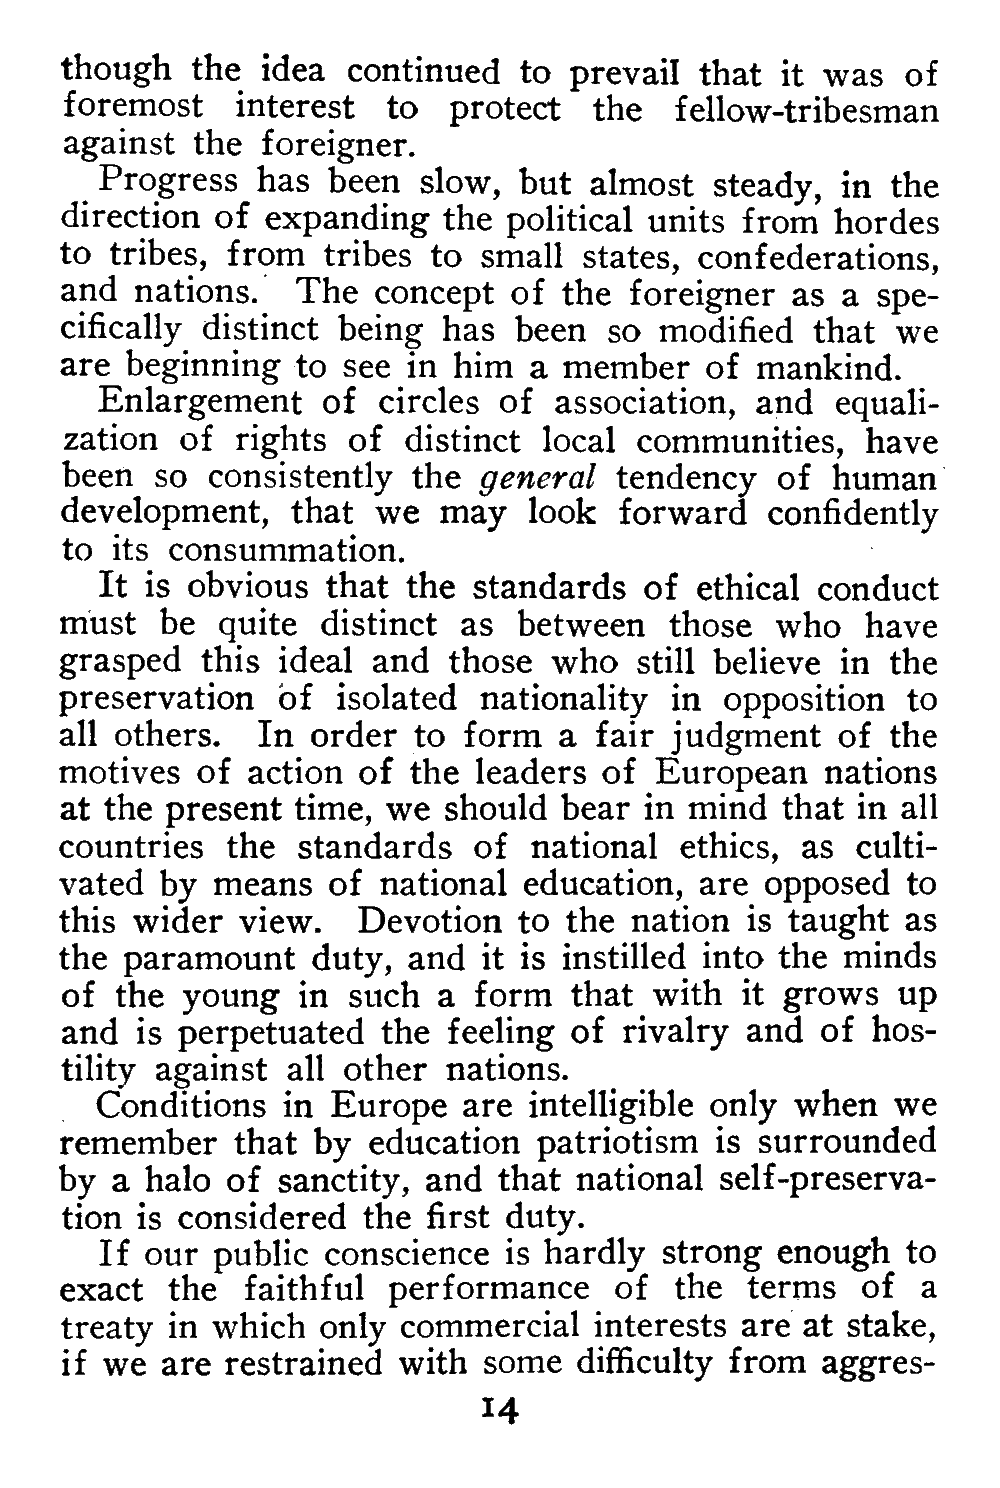 though the idea continued to prevail that it was of
foremost interest to protect the fellow-tribesman
against the foreigner.
Progress has been slow, but almost steady, in the
direction of expanding the political units from hordes
to tribes, from tribes to small states, confederations,
and nations. The concept of the foreigner as a spe-
cifically distinct being has been so modified that we
are beginning to see in him a member of mankind.
Enlargement of circles of association, and equali-
zation of rights of distinct local communities, have
been so consistently the general tendency of human
development, that we may look forward confidently
to its consummation.
It is obvious that the standards of ethical conduct
must be quite distinct as between those who have
grasped this ideal and those who still believe in the
preservation of isolated nationality in opposition to
all others. In order to form a fair judgment of the
motives of action of the leaders of European nations
at the present time, we should bear in mind that in all
countries the standards of national ethics, as culti-
vated by means of national education, are opposed to
this wider view. Devotion to the nation is taught as
the paramount duty, and it is instilled into the minds
of the young in such a form that with it grows up
and is perpetuated the feeling of rivalry and of hos-
tility against all other nations.
Conditions in Europe are intelligible only when we
remember that by education patriotism is surrounded
by a halo of sanctity, and that national self-preserva-
tion is considered the first duty.
If our public conscience is hardly strong enough to
exact the faithful performance of the terms of a
treaty in which only commercial interests are at stake,
if we are restrained with some difficulty from aggres-
14